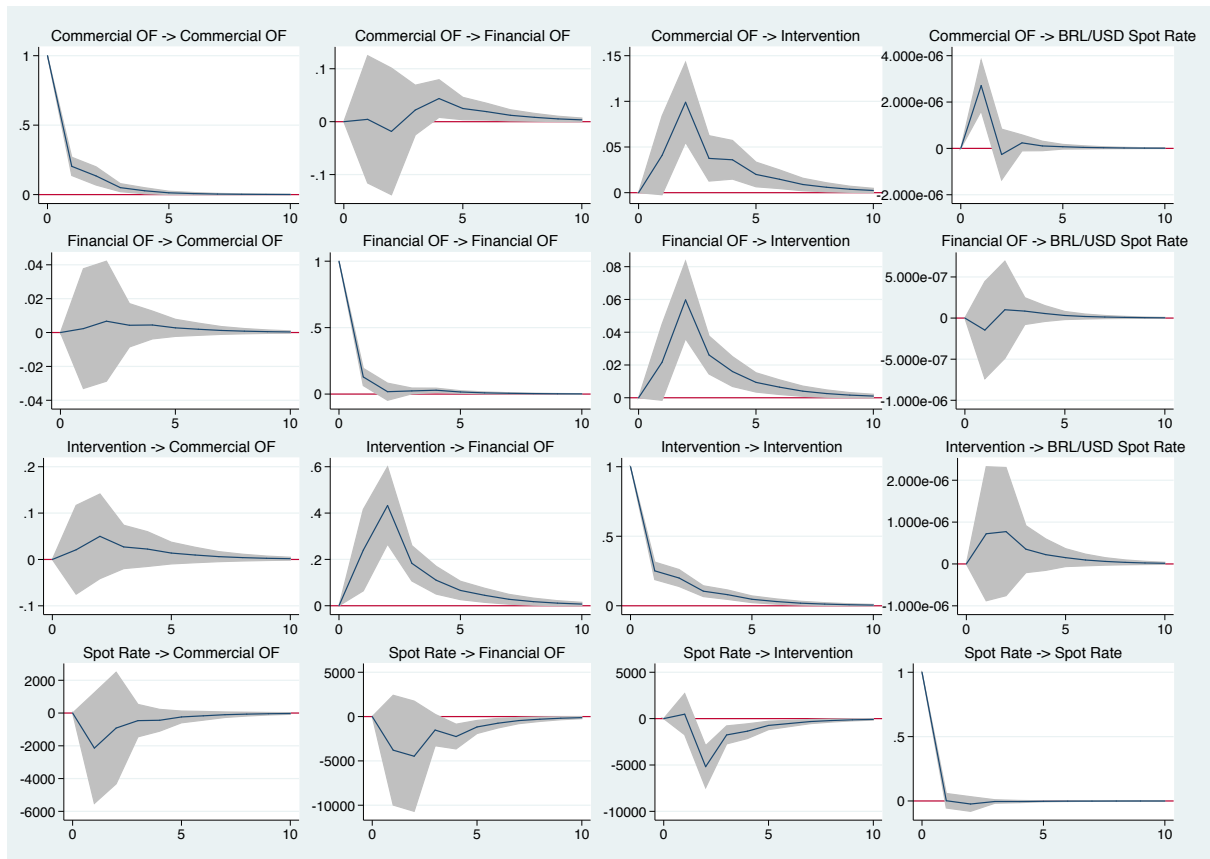 Commercial OF -> Commercial OF
1
.5
0
0 5 10
Commercial OF -> Financial OF
.1
0
-.1
0 5 10
Commercial OF -> Intervention
.15
.1
.05
0
0 5 10
Commercial OF -> BRL/USD Spot Rate
4.000e-06
2.000e-06
0
-2.000e-06
0 5 10
Financial OF -> Commercial OF
.04
.02
0
-.02
-.04
0 5 10
Financial OF -> Financial OF
1
.5
0
0 5 10
Financial OF -> Intervention
.08
.06
.04
.02
0
0 5 10
Financial OF -> BRL/USD Spot Rate
5.000e-07
0
-5.000e-07
-1.000e-06
0 5 10
Intervention -> Commercial OF
.2
.1
0
-.1
0 5 10
Intervention -> Financial OF
.6
.4
.2
0
0 5 10
Intervention -> Intervention
1
.5
0
0 5 10
Intervention -> BRL/USD Spot Rate
2.000e-06
1.000e-06
0
-1.000e-06
0 5 10
Spot Rate -> Commercial OF
2000
0
-2000
-4000
-6000
0 5 10
Spot Rate -> Financial OF
5000
0
-5000
-10000
0 5 10
Spot Rate -> Intervention
5000
0
-5000
-10000
0 5 10
Spot Rate -> Spot Rate
1
.5
0
0 5 10